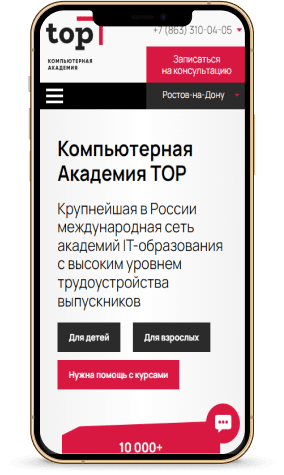 top
КОМПЬЮТЕРНАЯ
АКАДЕМИЯ
+7 (863) 310-04-05
Записаться
на консультацию
Ростов-на-Дону
Компьютерная
Академия TOP
Крупнейшая в России
международная сеть
академий IT-образования
с высоким уровнем
трудоустройства
выпускников
Для детей
Для взрослых
Нужна помощь с курсами
10 000+